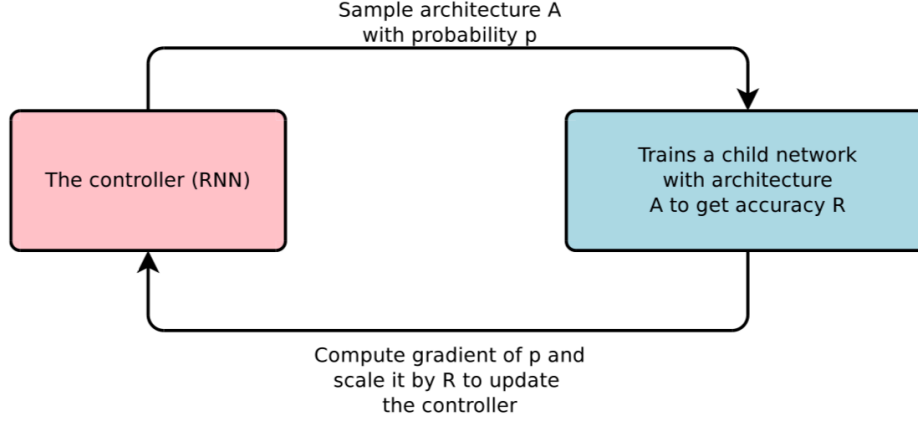 Sample architecture A
with probability p
The controller (RNN)
Trains a child network
with architecture
A to get accuracy R
Compute gradient of p and
scale it by R to update
the controller